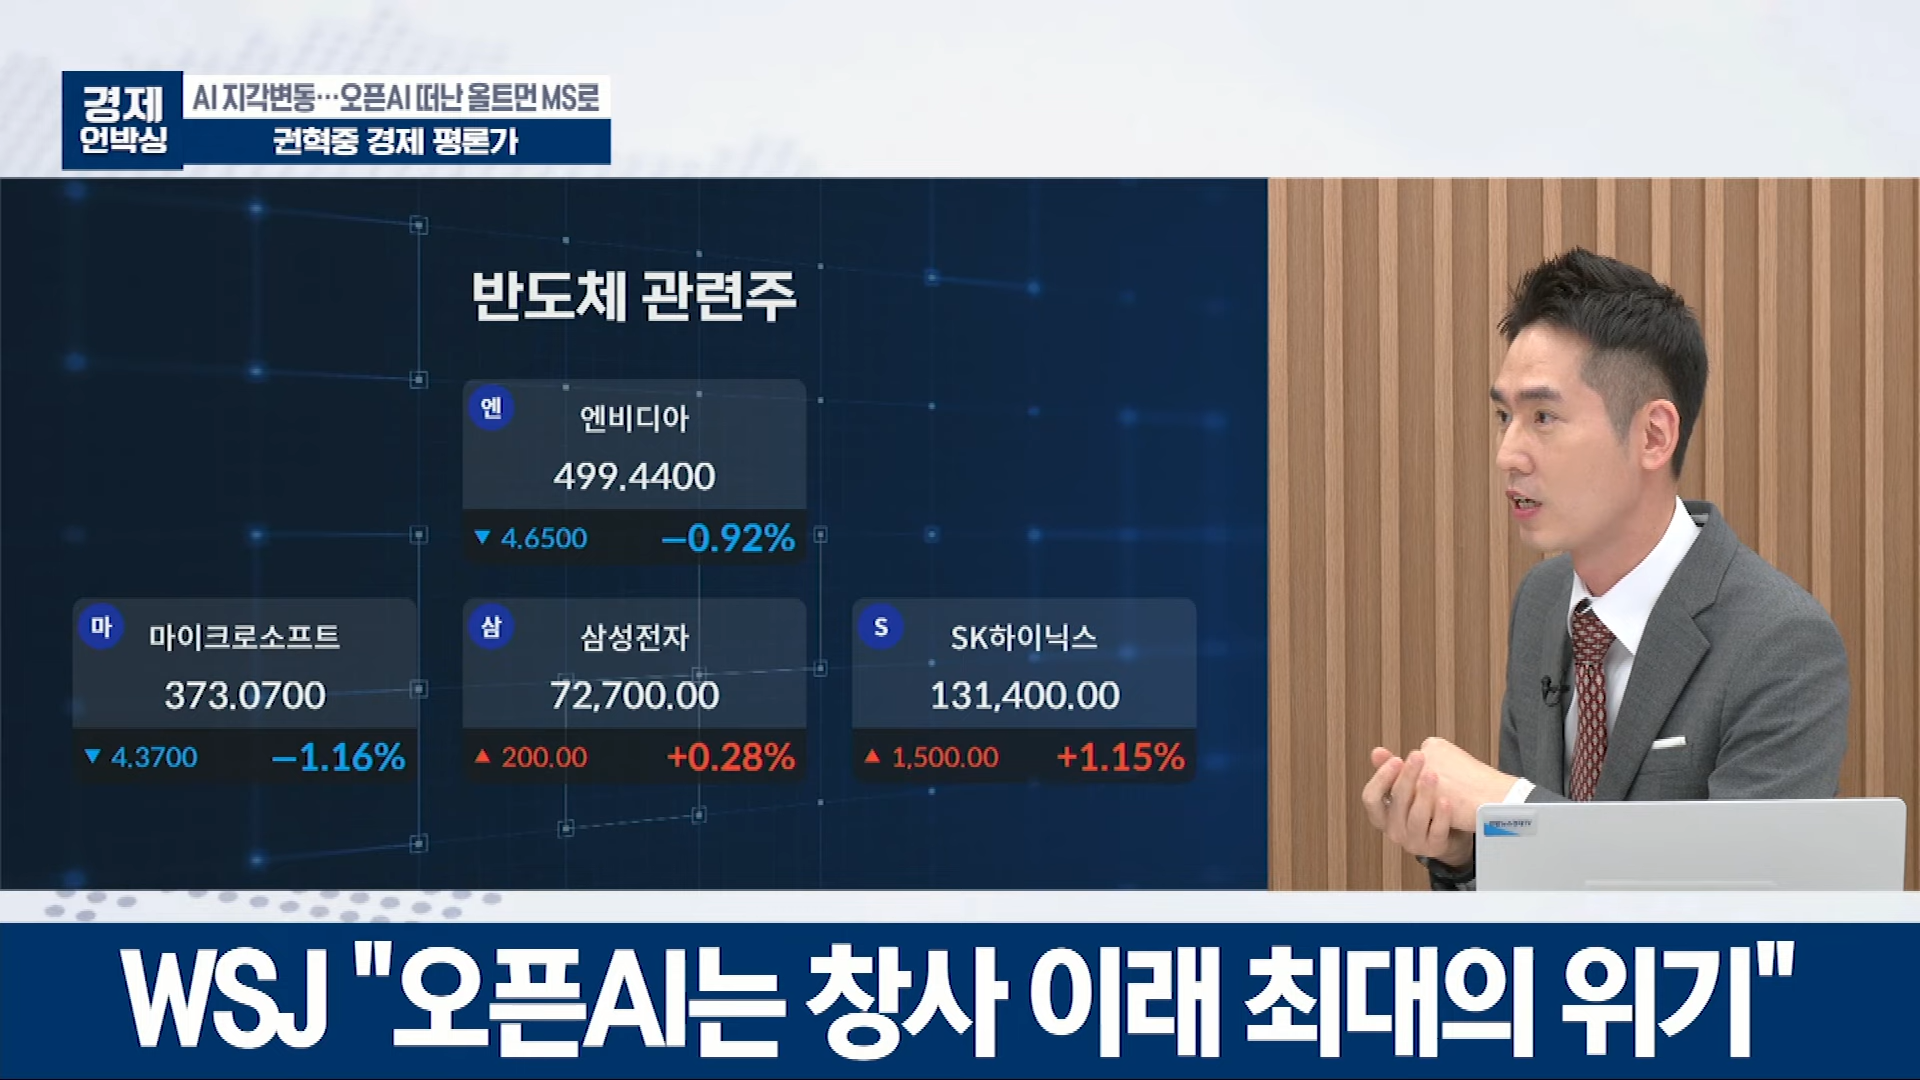 경제
언박싱
AI 지각변동…오픈AI 떠난 올트먼 MS로
권혁중 경제 평론가
반도체 관련주
엔
엔비디아
499.4400
▼ 4.6500 −0.92%
마
마이크로소프트
373.0700
▼ 4.3700 −1.16%
삼
삼성전자
72,700.00
▲ 200.00 +0.28%
S
SK하이닉스
131,400.00
▲ 1,500.00 +1.15%
WSJ "오픈AI는 창사 이래 최대의 위기"